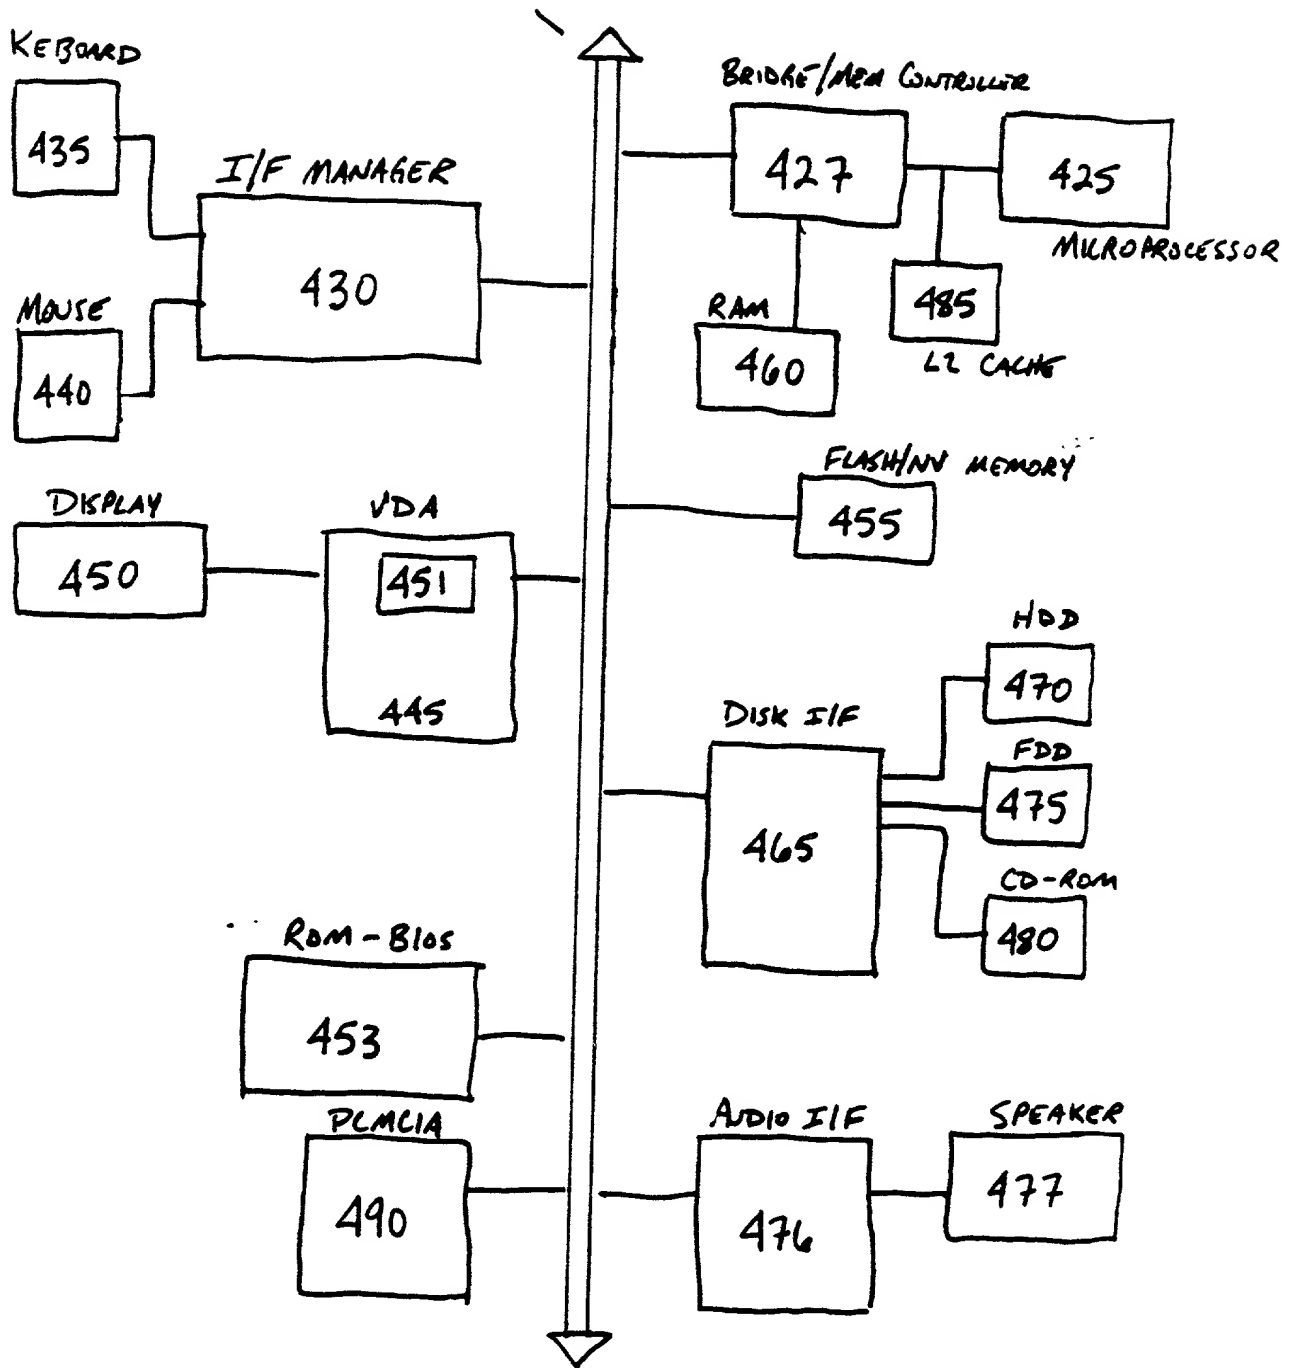 KEBOARD
435
I/F MANAGER
430
MOUSE
440
BRIDGE/MEM CONTROLLER
427
425
MICROPROCESSOR
RAM
460
485
L2 CACHE
FLASH/NV MEMORY
455
DISPLAY
450
VDA
451
445
HDD
470
DISK I/F
465
FDD
475
CD-ROM
480
ROM-BIOS
453
PCMCIA
490
AUDIO I/F
476
SPEAKER
477